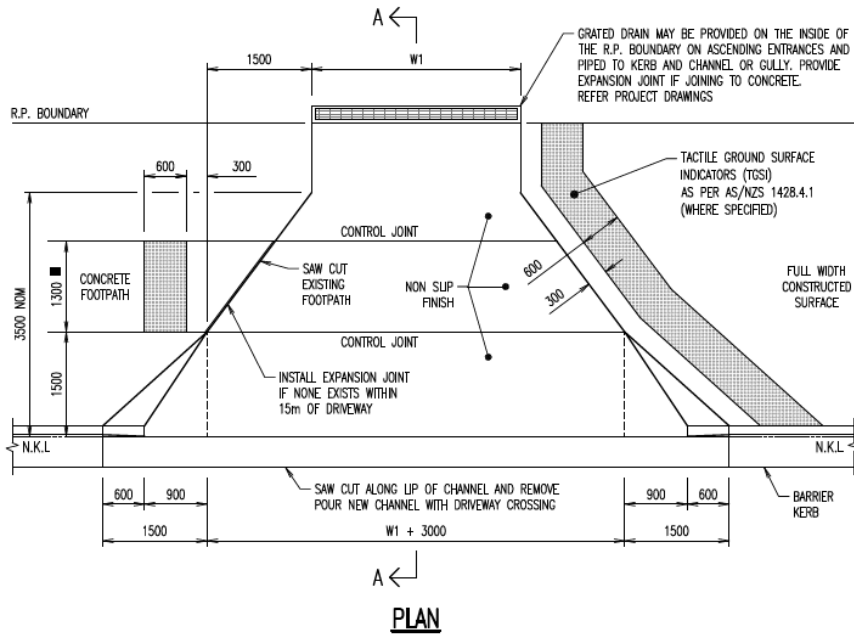 A
GRATED DRAIN MAY BE PROVIDED ON THE INSIDE OF
THE R.P. BOUNDARY ON ASCENDING ENTRANCES AND
PIPED TO KERB AND CHANNEL OR GULLY. PROVIDE
EXPANSION JOINT IF JOINING TO CONCRETE.
REFER PROJECT DRAWINGS
1500
W1
R.P. BOUNDARY
600
300
TACTILE GROUND SURFACE
INDICATORS (TGSI)
AS PER AS/NZS 1428.4.1
(WHERE SPECIFIED)
CONTROL JOINT
3500 NOM
1300
CONCRETE
FOOTPATH
SAW CUT
EXISTING
FOOTPATH
NON SLIP
FINISH
600
300
FULL WIDTH
CONSTRUCTED
SURFACE
CONTROL JOINT
1500
INSTALL EXPANSION JOINT
IF NONE EXISTS WITHIN
15m OF DRIVEWAY
N.K.L
N.K.L
600
900
SAW CUT ALONG LIP OF CHANNEL AND REMOVE
POUR NEW CHANNEL WITH DRIVEWAY CROSSING
900
600
BARRIER
KERB
1500
W1 + 3000
1500
A
PLAN